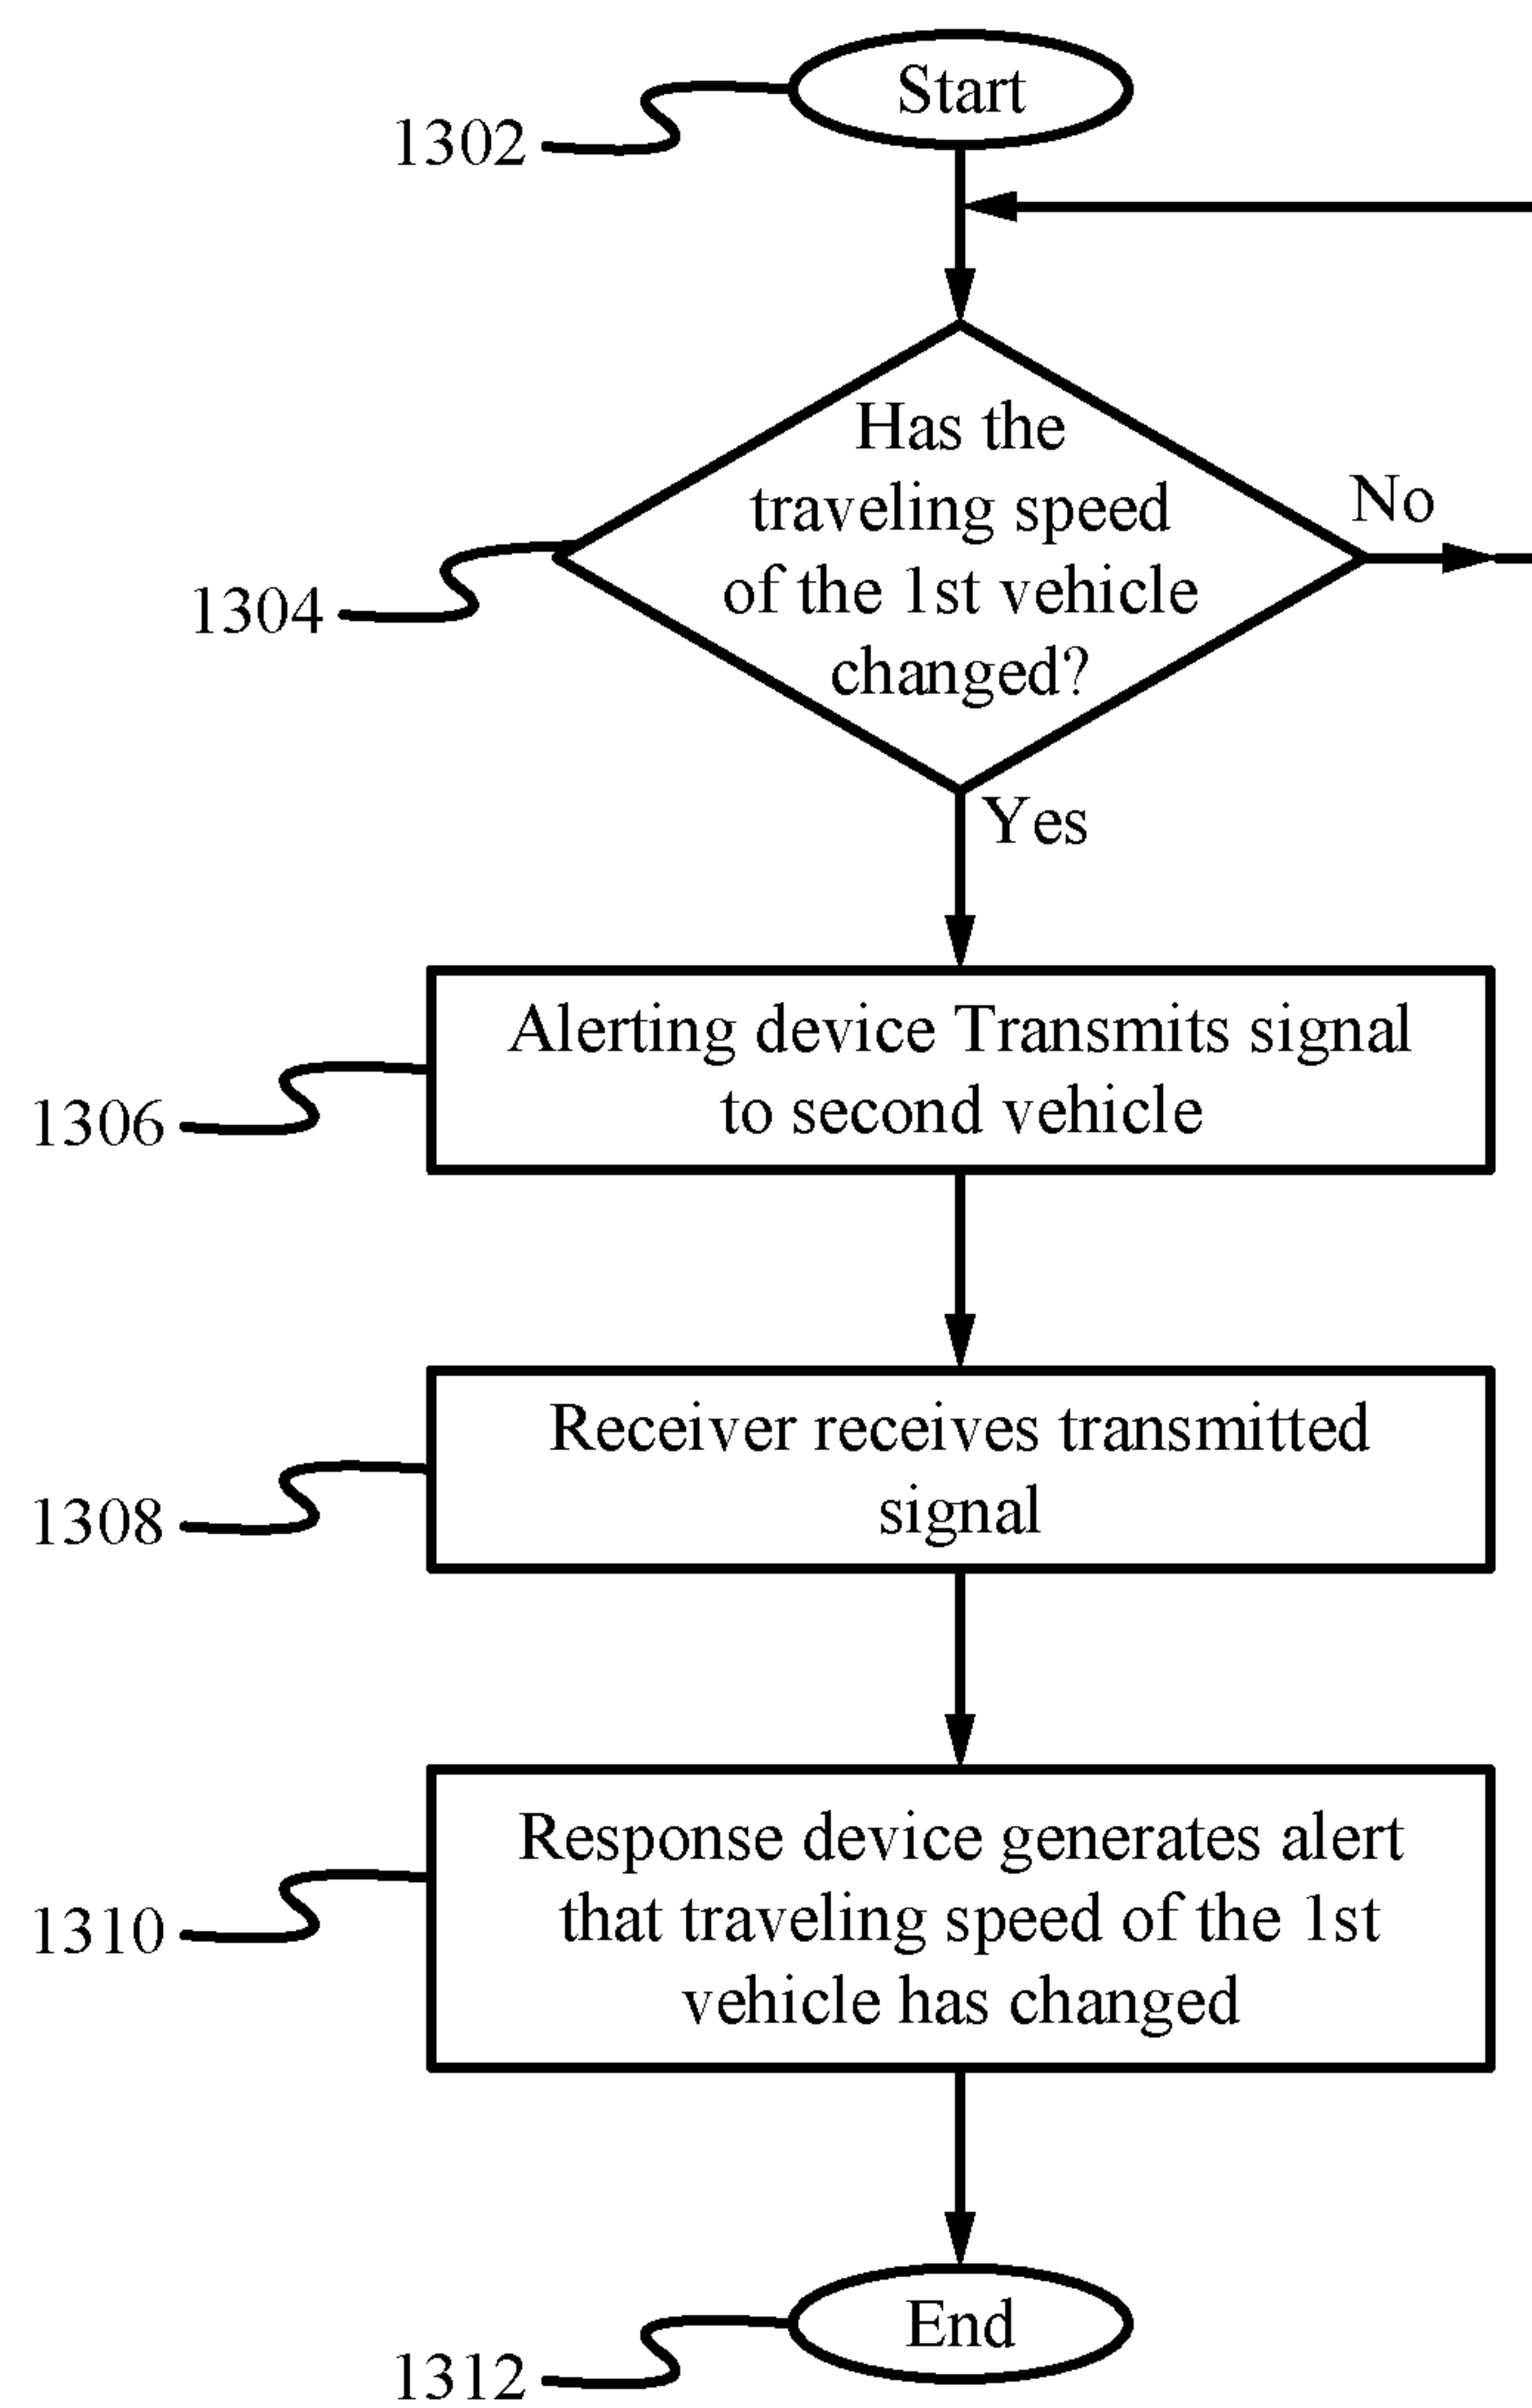 Start
1302
Has the
traveling speed
of the 1st vehicle
changed?
No
1304
Yes
Alerting device Transmits signal
to second vehicle
1306
Receiver receives transmitted
signal
1308
Response device generates alert
that traveling speed of the 1st
vehicle has changed
1310
End
1312